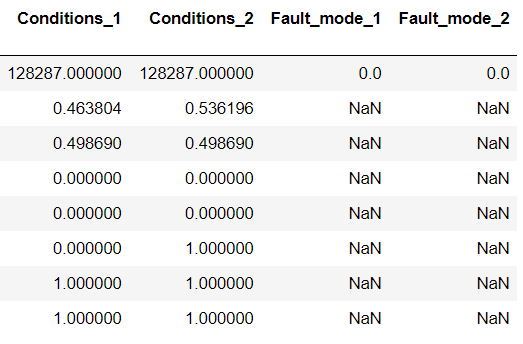 Conditions_1 Conditions_2 Fault_mode_1 Fault_mode_2
128287.000000 128287.000000 0.0 0.0
0.463804 0.536196 NaN NaN
0.498690 0.498690 NaN NaN
0.000000 0.000000 NaN NaN
0.000000 0.000000 NaN NaN
0.000000 1.000000 NaN NaN
1.000000 1.000000 NaN NaN
1.000000 1.000000 NaN NaN